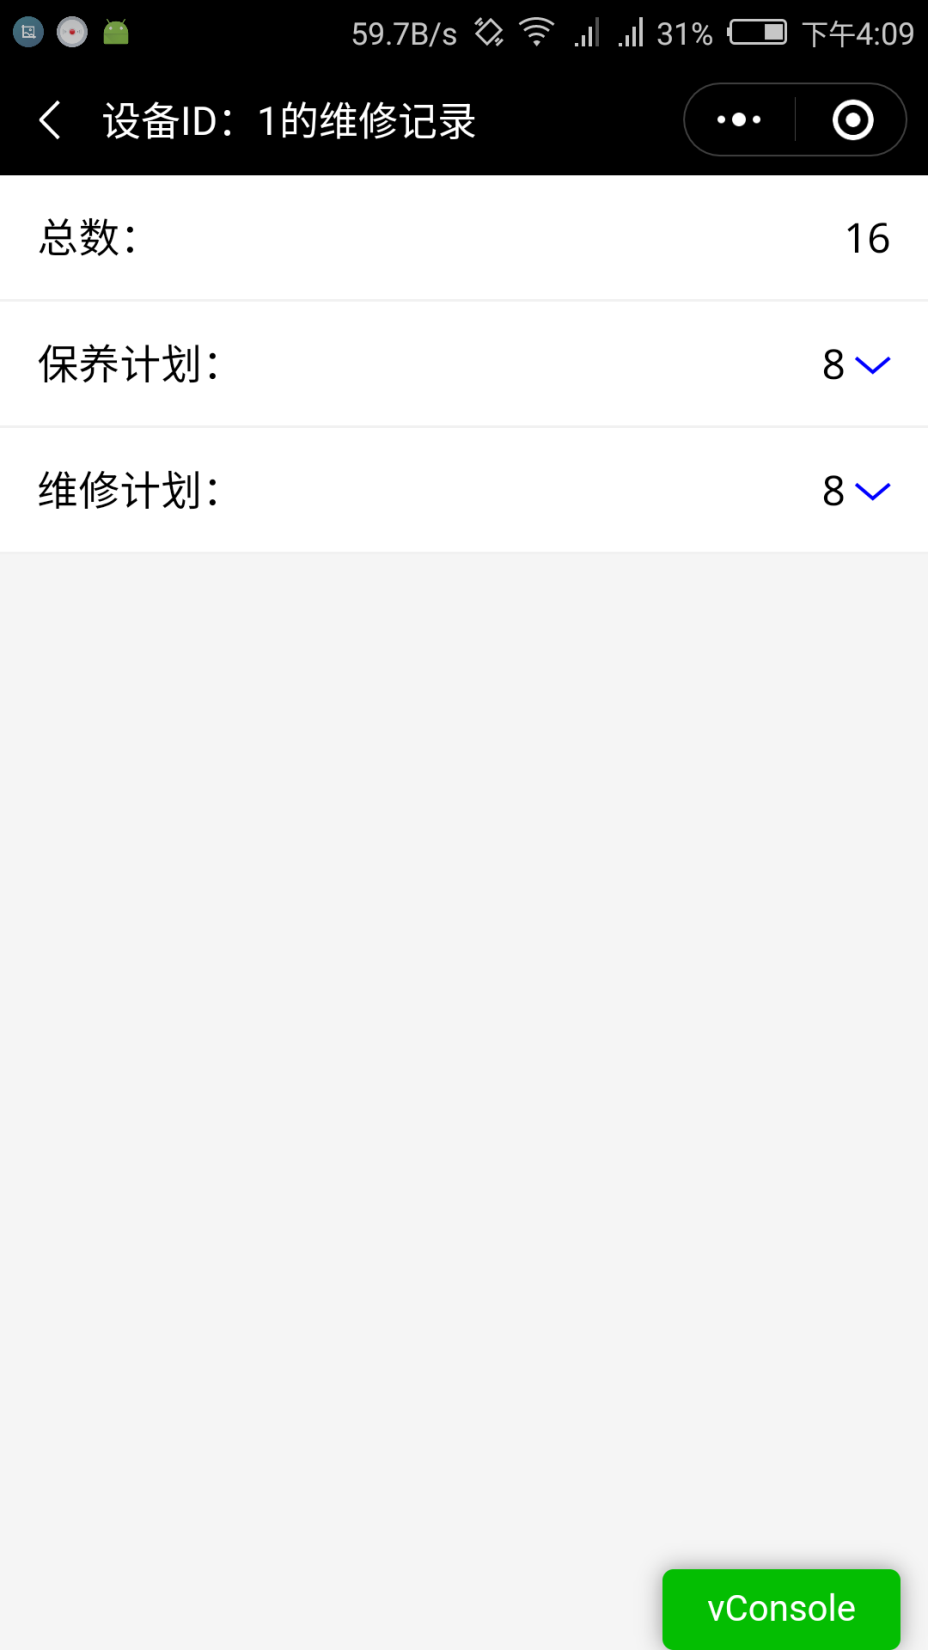 59.7B/s 31% 下午4:09
设备ID：1的维修记录
总数： 16
保养计划： 8
维修计划： 8
vConsole